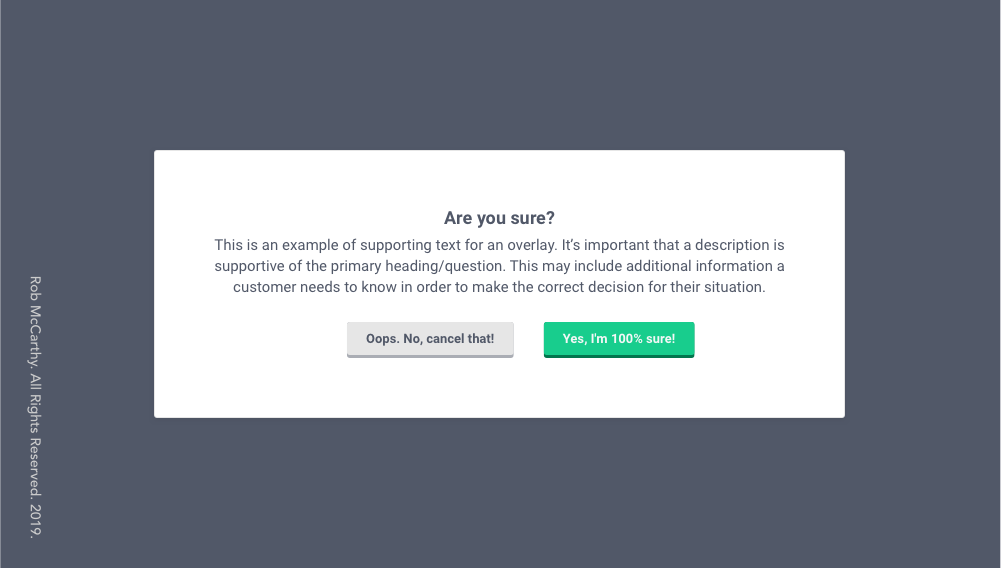 Are you sure?
This is an example of supporting text for an overlay. It’s important that a description is
supportive of the primary heading/question. This may include additional information a
customer needs to know in order to make the correct decision for their situation.
Oops. No, cancel that!
Yes, I'm 100% sure!
Rob McCarthy. All Rights Reserved. 2019.